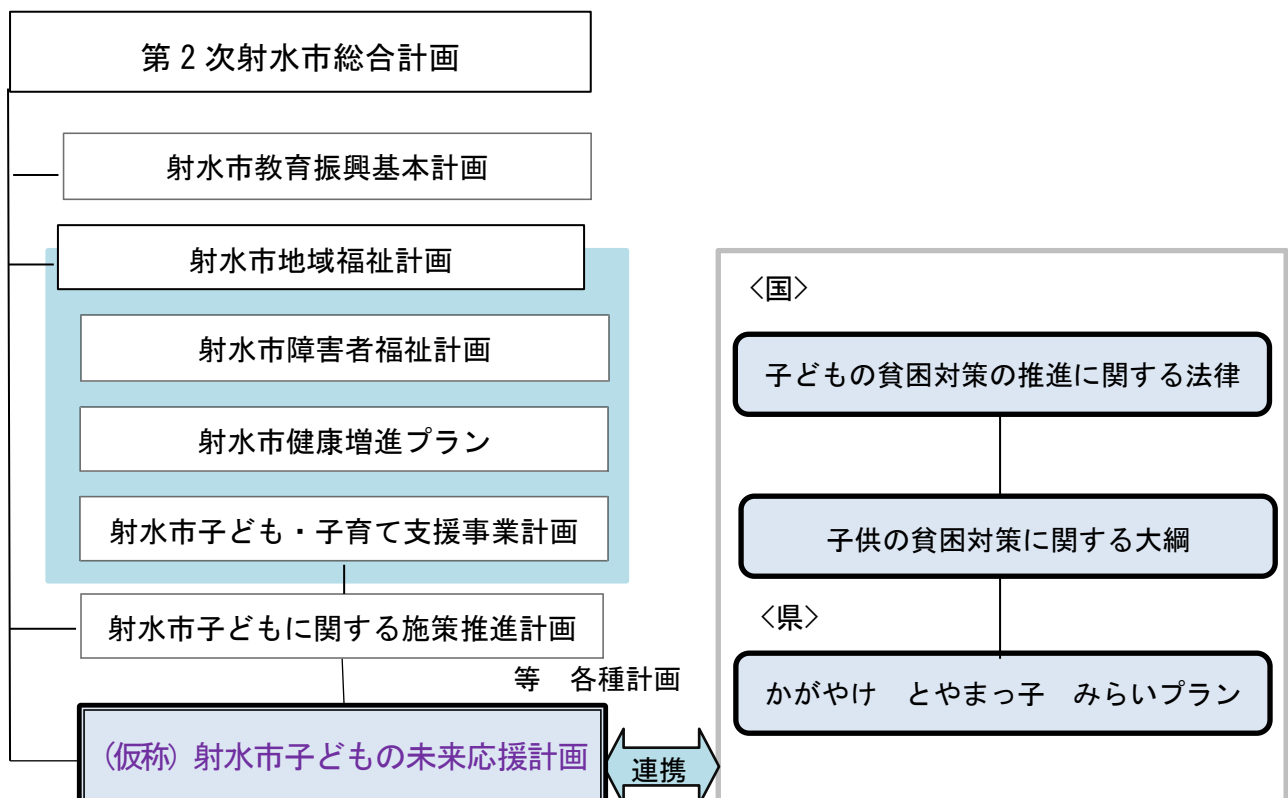 第２次射水市総合計画
射水市教育振興基本計画
射水市地域福祉計画
射水市障害者福祉計画
射水市健康増進プラン
射水市子ども・子育て支援事業計画
射水市子どもに関する施策推進計画
等　各種計画
（仮称）射水市子どもの未来応援計画
連携
〈国〉
子どもの貧困対策の推進に関する法律
子供の貧困対策に関する大綱
〈県〉
かがやけ　とやまっ子　みらいプラン